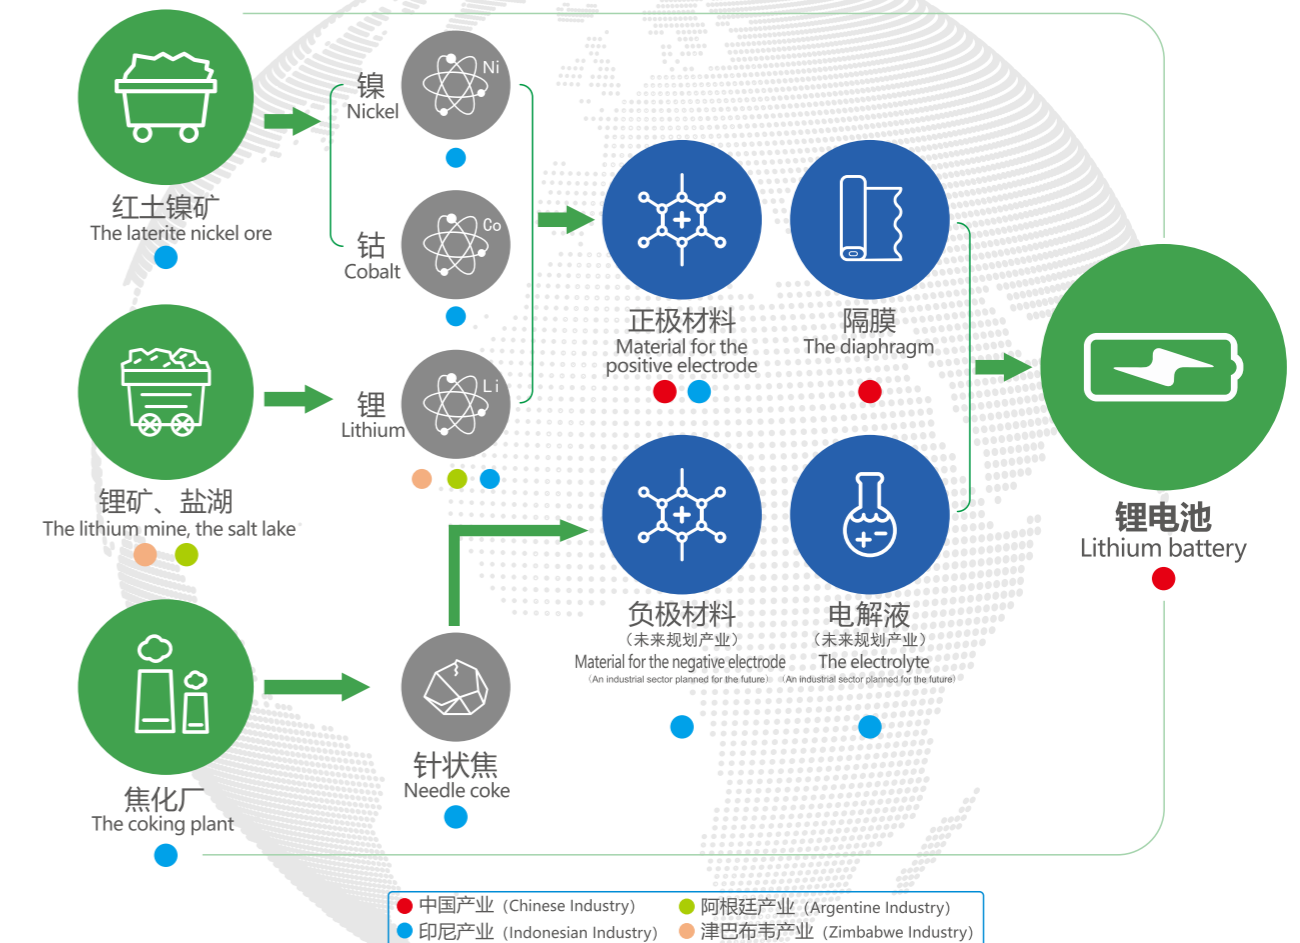 红土镍矿
The laterite nickel ore
镍
Nickel
Ni
钴
Cobalt
Co
锂矿、盐湖
The lithium mine, the salt lake
锂
Lithium
Li
正极材料
Material for the
positive electrode
隔膜
The diaphragm
焦化厂
The coking plant
针状焦
Needle coke
负极材料
（未来规划产业）
Material for the negative electrode
（An industrial sector planned for the future）
电解液
（未来规划产业）
The electrolyte
（An industrial sector planned for the future）
锂电池
Lithium battery
中国产业（Chinese Industry）
阿根廷产业（Argentine Industry）
印尼产业（Indonesian Industry）
津巴布韦产业（Zimbabwe Industry）